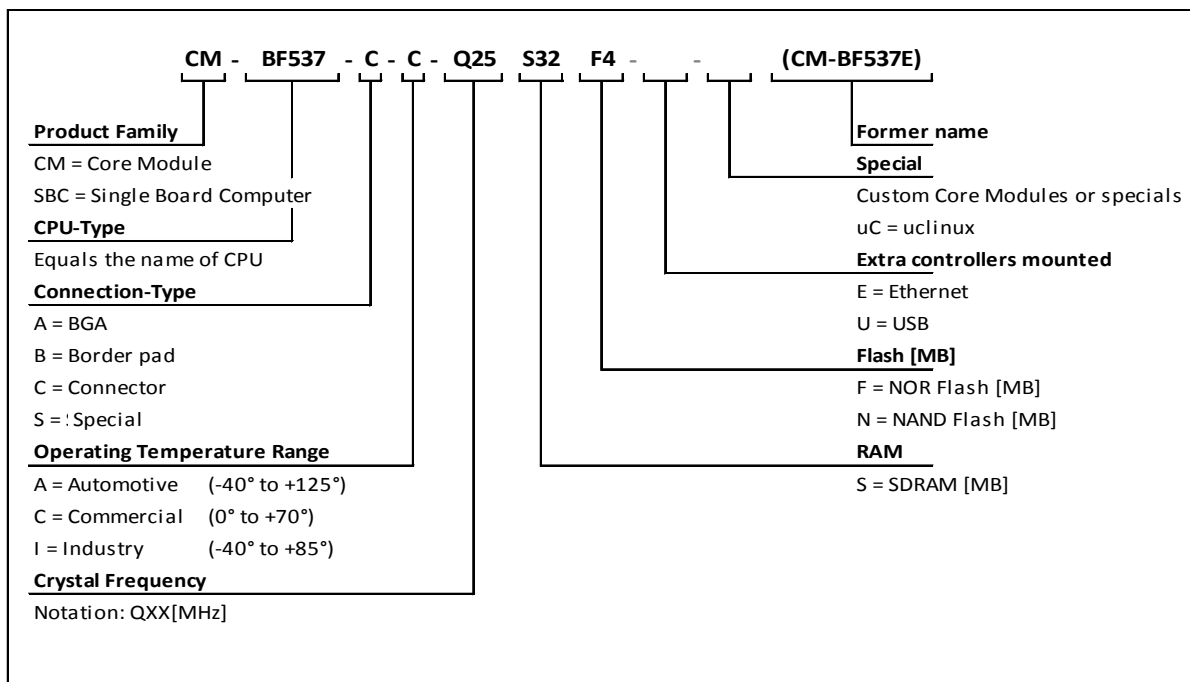 CM - BF537 - C - C - Q25 S32 F4 - - (CM-BF537E)
Product Family
CM = Core Module
SBC = Single Board Computer
CPU-Type
Equals the name of CPU
Connection-Type
A = BGA
B = Border pad
C = Connector
S = : Special
Operating Temperature Range
A = Automotive (-40° to +125°)
C = Commercial (0° to +70°)
I = Industry (-40° to +85°)
Crystal Frequency
Notation: QXX[MHz]
Former name
Special
Custom Core Modules or specials
uC = uclinux
Extra controllers mounted
E = Ethernet
U = USB
Flash [MB]
F = NOR Flash [MB]
N = NAND Flash [MB]
RAM
S = SDRAM [MB]